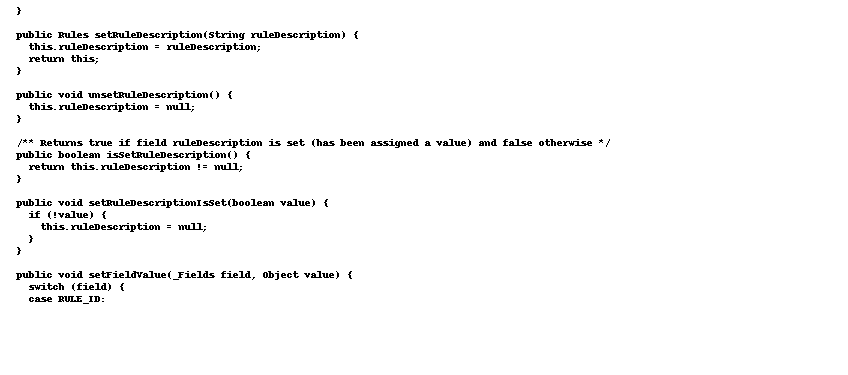 }

  public Rules setRuleDescription(String ruleDescription) {
    this.ruleDescription = ruleDescription;
    return this;
  }

  public void unsetRuleDescription() {
    this.ruleDescription = null;
  }

  /** Returns true if field ruleDescription is set (has been assigned a value) and false otherwise */
  public boolean isSetRuleDescription() {
    return this.ruleDescription != null;
  }

  public void setRuleDescriptionIsSet(boolean value) {
    if (!value) {
      this.ruleDescription = null;
    }
  }

  public void setFieldValue(_Fields field, Object value) {
    switch (field) {
    case RULE_ID: